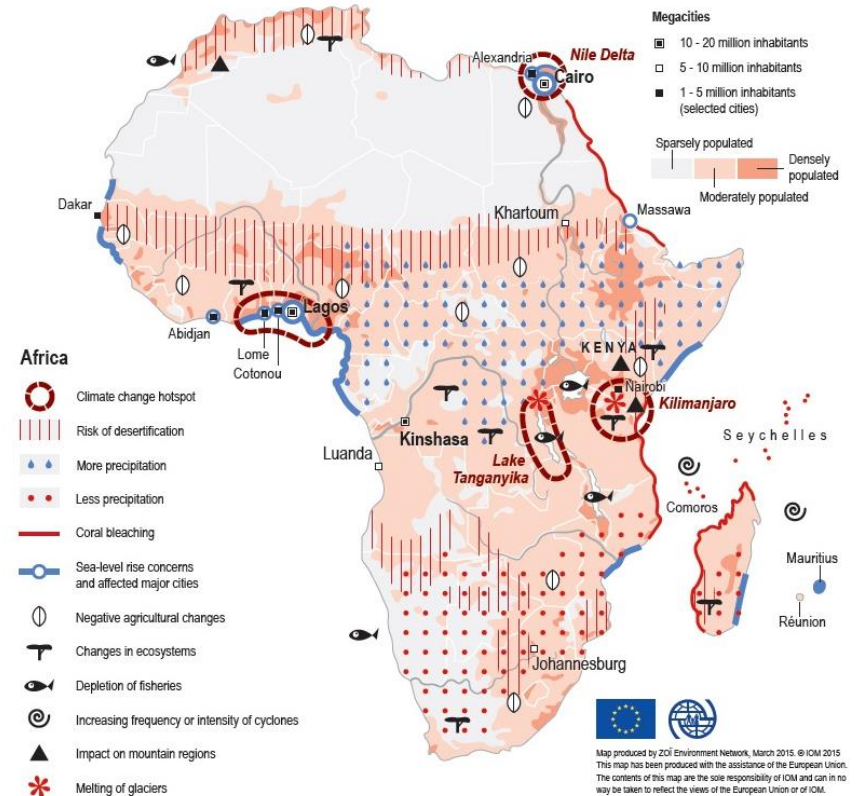 Megacities
10 - 20 million inhabitants
5 - 10 million inhabitants
1 - 5 million inhabitants
(selected cities)
Sparsely populated
Densely
populated
Moderately populated
Alexandria
Nile Delta
Cairo
Dakar
Khartoum
Massawa
Lagos
Abidjan
Lome
Cotonou
KENYA
Nairobi
Kilimanjaro
Kinshasa
Luanda
Lake
Tanganyika
Seychelles
Comoros
Mauritius
Réunion
Johannesburg
Africa
Climate change hotspot
Risk of desertification
More precipitation
Less precipitation
Coral bleaching
Sea-level rise concerns
and affected major cities
Negative agricultural changes
Changes in ecosystems
Depletion of fisheries
Increasing frequency or intensity of cyclones
Impact on mountain regions
Melting of glaciers
Map produced by ZOÏ Environment Network, March 2015. © IOM 2015
This map has been produced with the assistance of the European Union.
The contents of this map are the sole responsibility of IOM and can in no
way be taken to reflect the views of the European Union or of IOM.